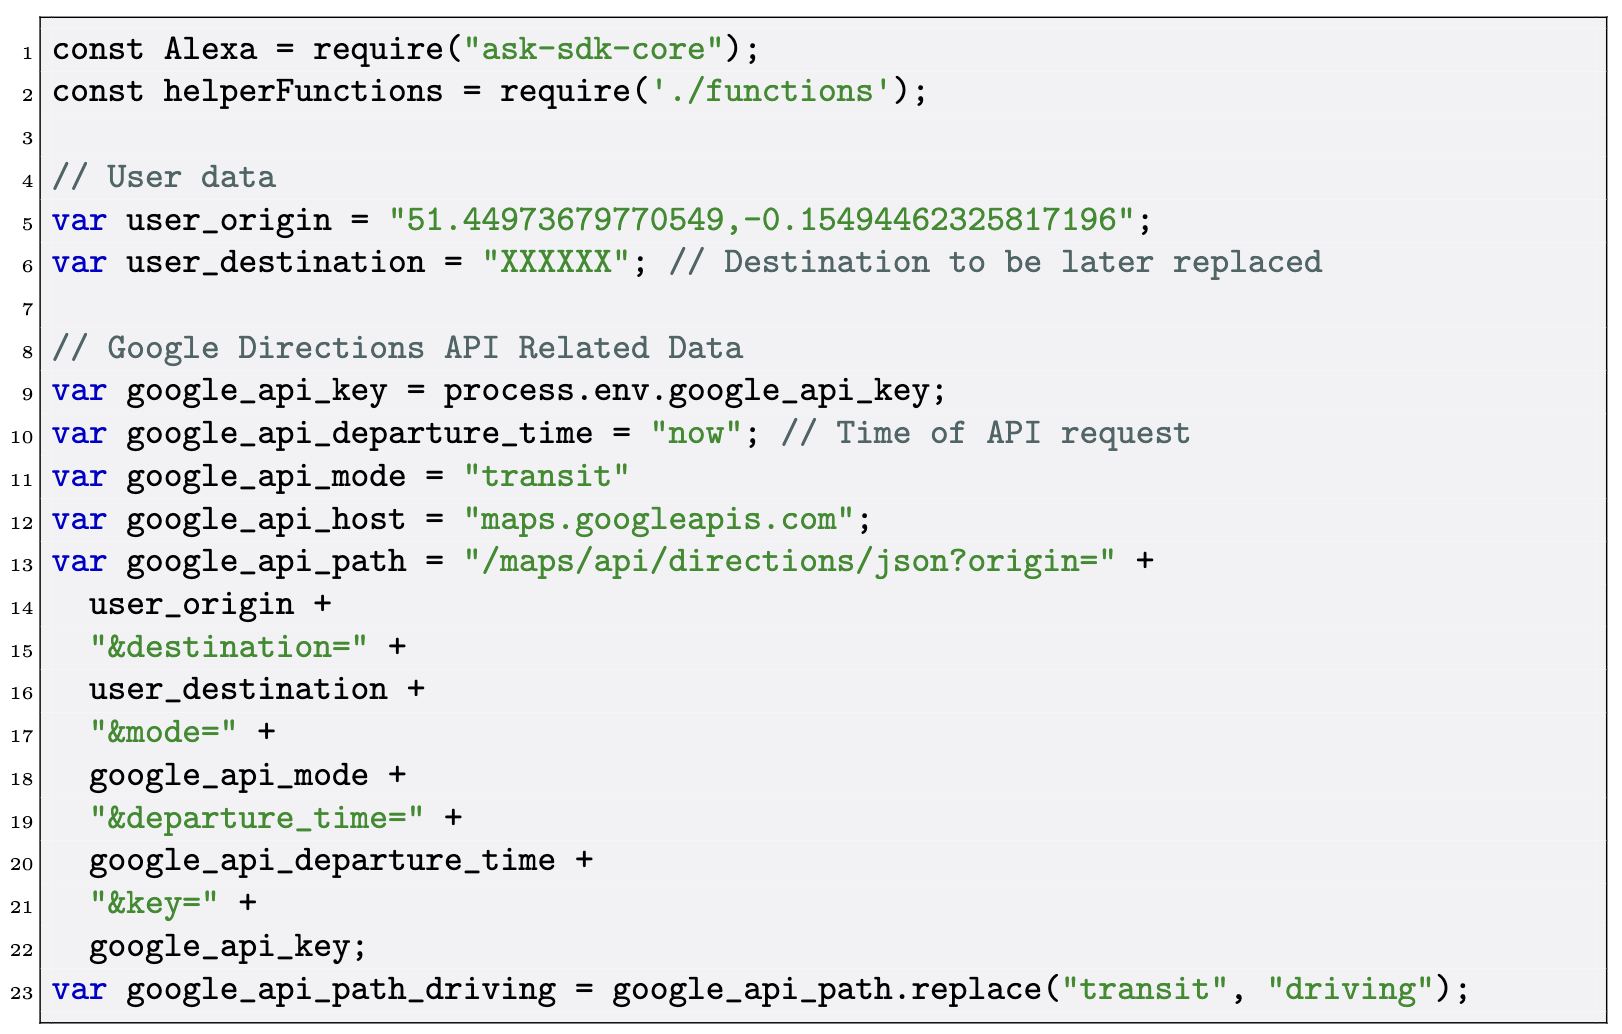 1 const Alexa = require("ask-sdk-core");
2 const helperFunctions = require('./functions');
3
4 // User data
5 var user_origin = "51.44973679770549,-0.15494462325817196";
6 var user_destination = "XXXXXX"; // Destination to be later replaced
7
8 // Google Directions API Related Data
9 var google_api_key = process.env.google_api_key;
10 var google_api_departure_time = "now"; // Time of API request
11 var google_api_mode = "transit"
12 var google_api_host = "maps.googleapis.com";
13 var google_api_path = "/maps/api/directions/json?origin=" +
14   user_origin +
15   "&destination=" +
16   user_destination +
17   "&mode=" +
18   google_api_mode +
19   "&departure_time=" +
20   google_api_departure_time +
21   "&key=" +
22   google_api_key;
23 var google_api_path_driving = google_api_path.replace("transit", "driving");